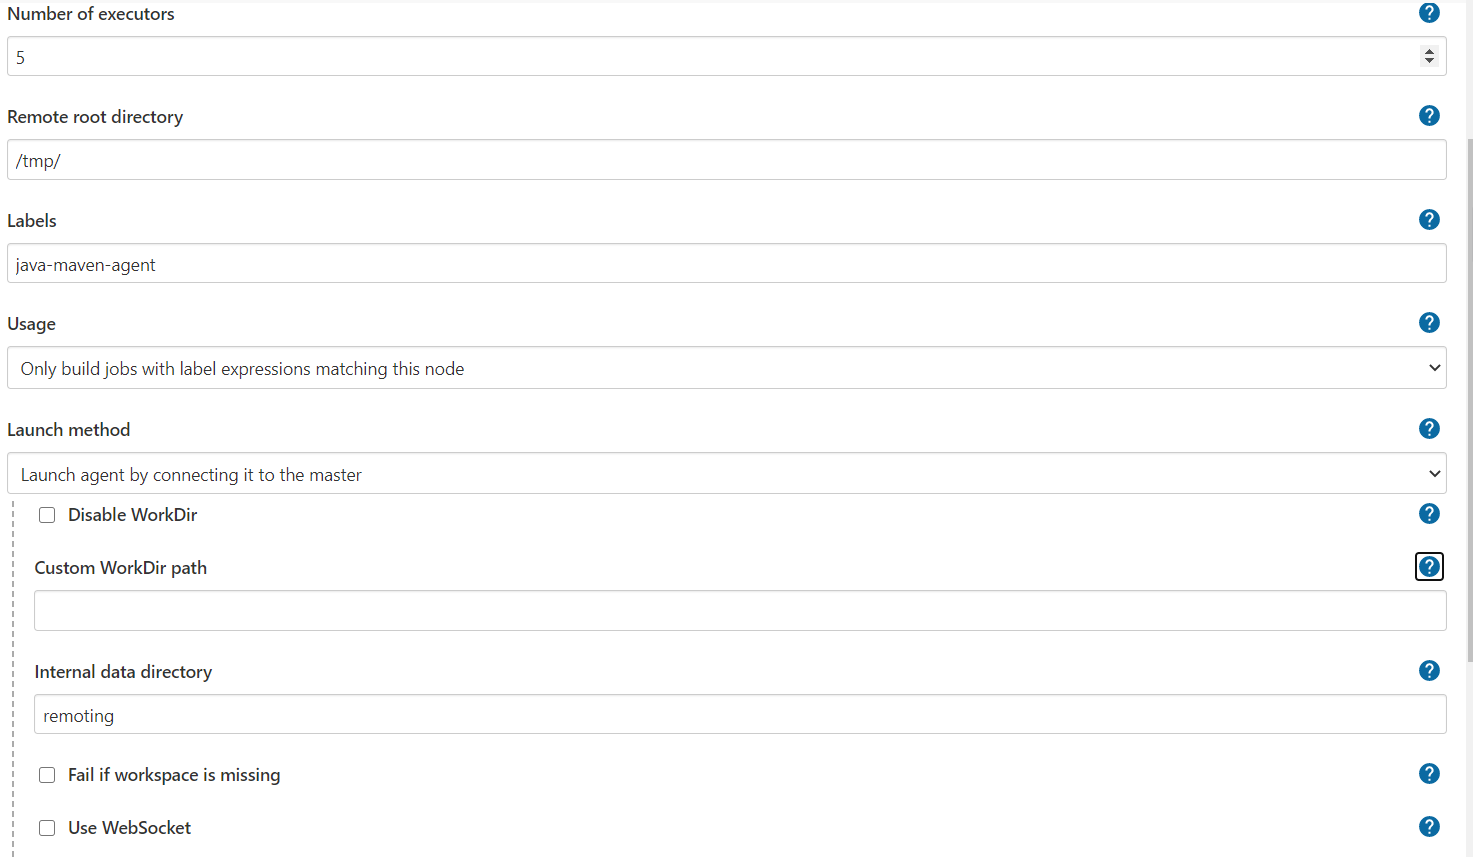 Number of executors
?
5
Remote root directory
?
/tmp/
Labels
?
java-maven-agent
Usage
?
Only build jobs with label expressions matching this node
Launch method
?
Launch agent by connecting it to the master
Disable WorkDir
?
Custom WorkDir path
?
Internal data directory
?
remoting
Fail if workspace is missing
?
Use WebSocket
?